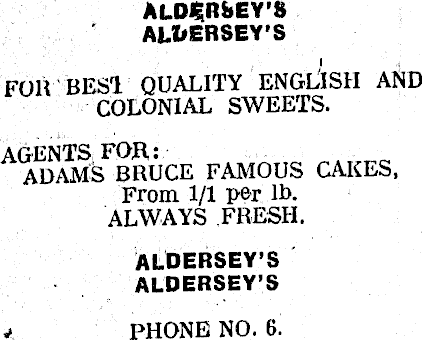 ALDERSEY'S
ALDERSEY'S
FOR BEST QUALITY ENGLISH AND
COLONIAL SWEETS.
AGENTS FOR:
ADAMS BRUCE FAMOUS CAKES,
From 1/1 per lb.
ALWAYS FRESH.
ALDERSEY'S
ALDERSEY'S
PHONE NO. 6.